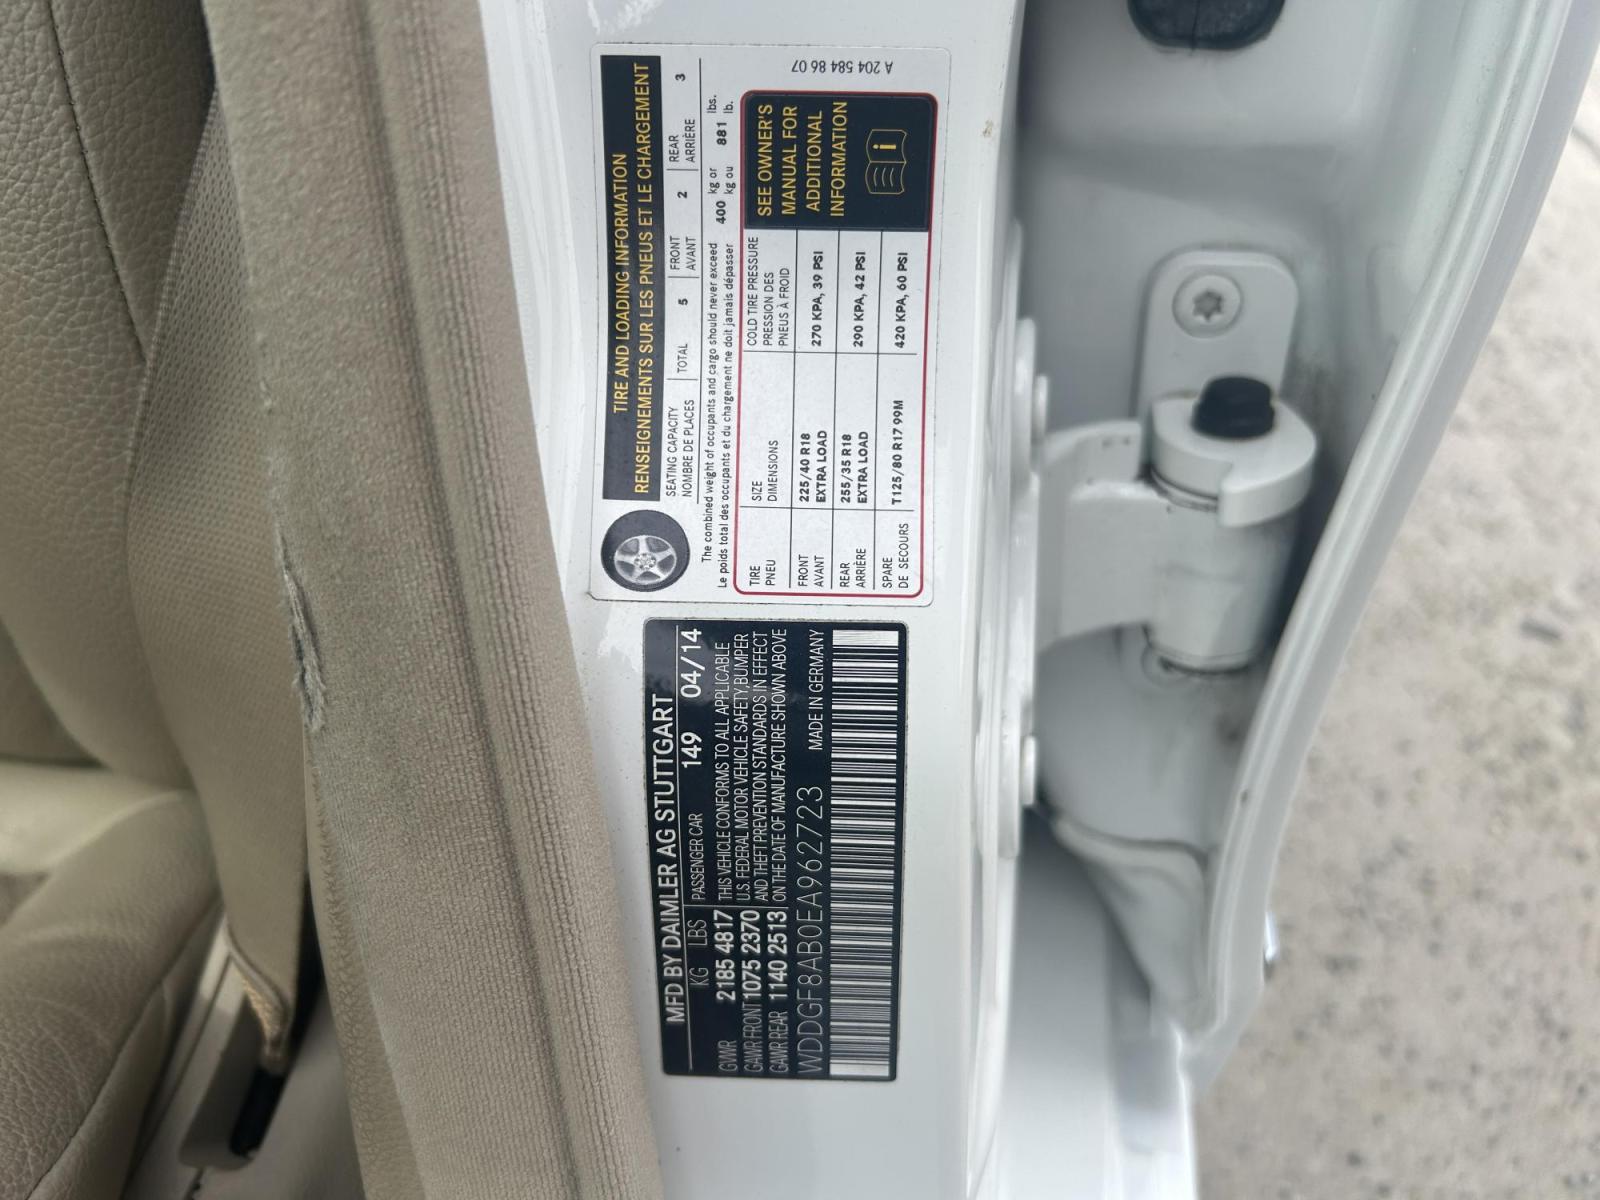 A 204 584 86 07
TIRE AND LOADING INFORMATION
RENSEIGNEMENTS SUR LES PNEUS ET LE CHARGEMENT
SEATING CAPACITY TOTAL 5 FRONT 2 REAR 3
NOMBRE DE PLACES AVANT ARRIÈRE
The combined weight of occupants and cargo should never exceed 400 kg or 881 lbs.
Le poids total des occupants et du chargement ne doit jamais dépasser kg ou lb.
TIRE SIZE COLD TIRE PRESSURE
PNEU DIMENSIONS PRESSION DES
PNEUS À FROID
FRONT 225/40 R18 270 KPA, 39 PSI
AVANT EXTRA LOAD
REAR 255/35 R18 290 KPA, 42 PSI
ARRIÈRE EXTRA LOAD
SPARE T125/80 R17 99M 420 KPA, 60 PSI
DE SECOURS
SEE OWNER'S
MANUAL FOR
ADDITIONAL
INFORMATION
i
MFD BY DAIMLER AG STUTTGART
KG LBS PASSENGER CAR 149 04/14
GVWR 2185 4817 THIS VEHICLE CONFORMS TO ALL APPLICABLE
GAWR FRONT 1075 2370 U.S. FEDERAL MOTOR VEHICLE SAFETY, BUMPER
GAWR REAR 1140 2513 AND THEFT PREVENTION STANDARDS IN EFFECT
ON THE DATE OF MANUFACTURE SHOWN ABOVE
WDDGF8AB0EA962723 MADE IN GERMANY